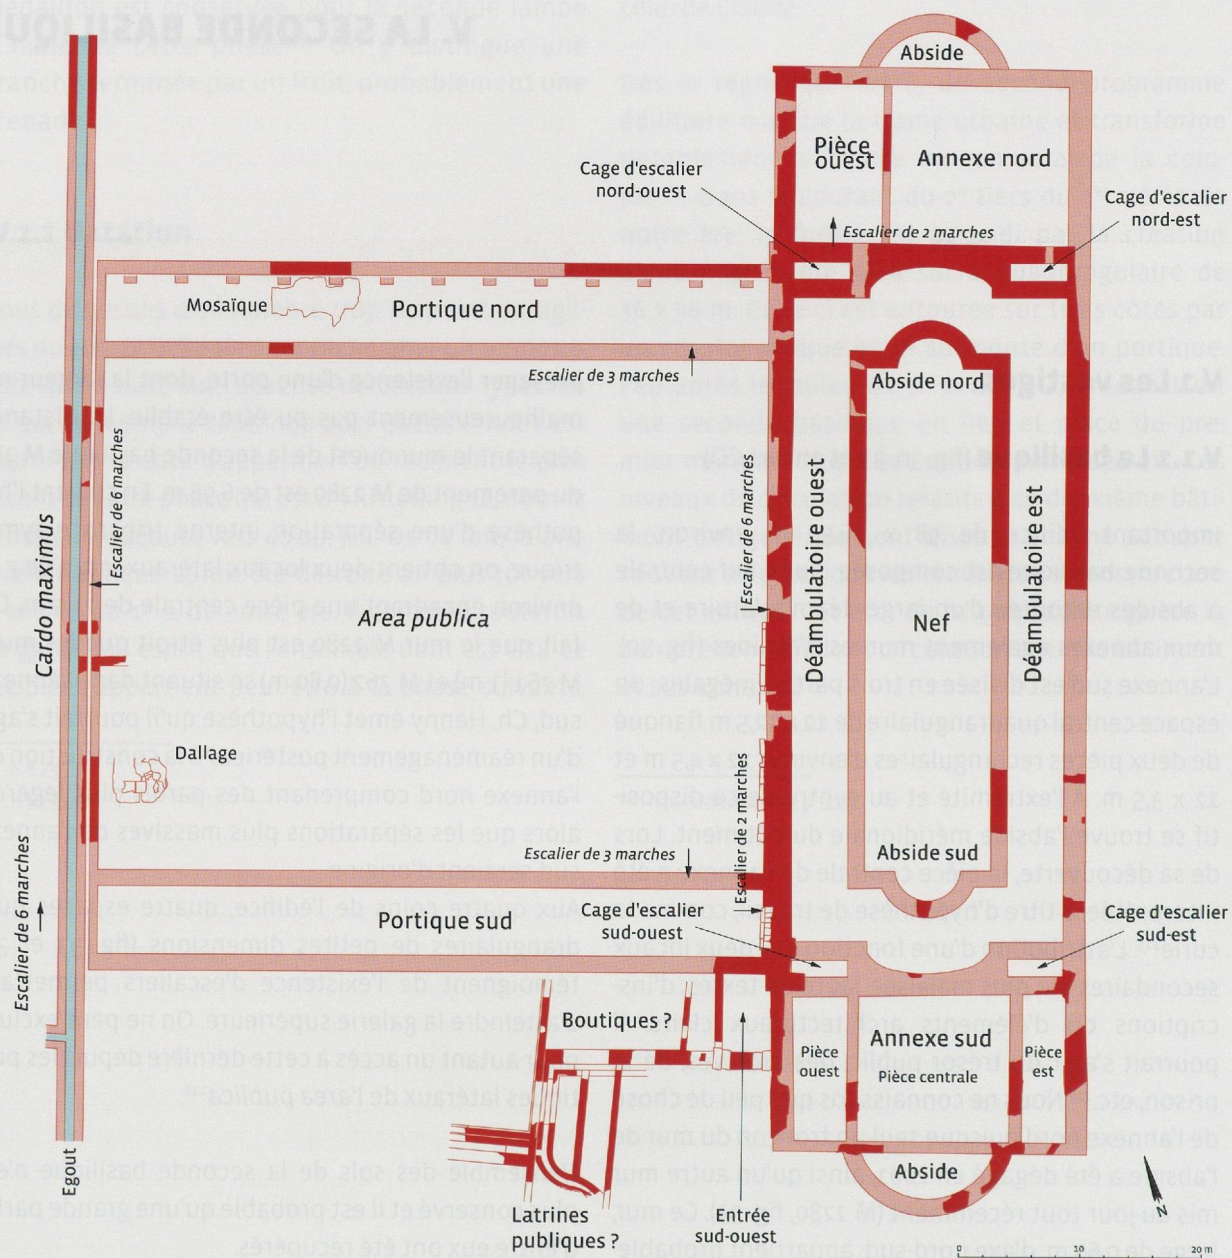 Abside
Pièce
ouest
Annexe nord
Cage d'escalier
nord-ouest
Cage d'escalier
nord-est
Escalier de 2 marches
Mosaïque
Portique nord
Escalier de 3 marches
Abside nord
Escalier de 6 marches
Cardo maximus
Area publica
Escalier de 6 marches
Déambulatoire ouest
Nef
Déambulatoire est
Dallage
Escalier de 2 marches
Escalier de 3 marches
Abside sud
Escalier de 6 marches
Portique sud
Cage d'escalier
sud-ouest
Cage d'escalier
sud-est
Boutiques ?
Annexe sud
Pièce
ouest
Pièce centrale
Pièce
est
Egout
Abside
Latrines
publiques ?
Entrée
sud-ouest
N
0 10 20 m